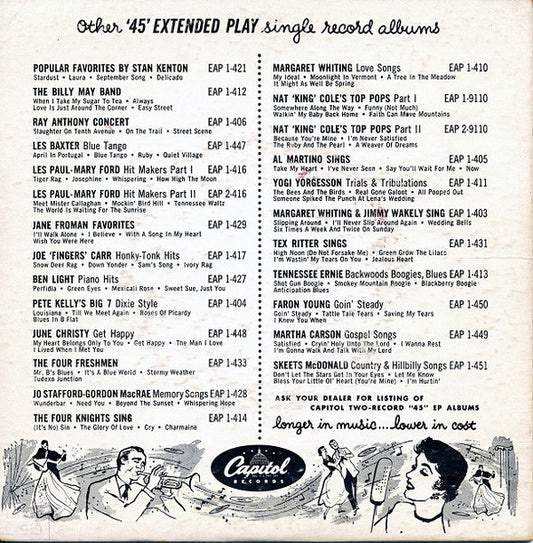 Other '45' EXTENDED PLAY single record albums
POPULAR FAVORITES BY STAN KENTON EAP 1-421
Stardust • Laura • September Song • Delicado
THE BILLY MAY BAND EAP 1-412
When I Take My Sugar To Tea • Always
Love Is Just Around The Corner • Easy Street
RAY ANTHONY CONCERT EAP 1-406
Slaughter On Tenth Avenue • On The Trail • Street Scene
LES BAXTER Blue Tango EAP 1-447
April In Portugal • Blue Tango • Ruby • Quiet Village
LES PAUL-MARY FORD Hit Makers Part I EAP 1-416
Tiger Rag • Josephine • Whispering • How High The Moon
LES PAUL-MARY FORD Hit Makers Part II EAP 2-416
Meet Mister Callaghan • Mockin' Bird Hill • Tennessee Waltz
The World Is Waiting For The Sunrise
JANE FROMAN FAVORITES EAP 1-429
I'll Walk Alone • I Believe • With A Song In My Heart
Wish You Were Here
JOE 'FINGERS' CARR Honky-Tonk Hits EAP 1-417
Snow Deer Rag • Down Yonder • Sam's Song • Ivory Rag
BEN LIGHT Piano Hits EAP 1-427
Perfidia • Green Eyes • Mexicali Rose • Sweet Sue, Just You
PETE KELLY'S BIG 7 Dixie Style EAP 1-404
Louisiana • Till We Meet Again • Roses Of Picardy
Blues In B Flat
JUNE CHRISTY Get Happy EAP 1-448
My Heart Belongs Only To You • Get Happy • The Man I Love
I Lived When I Met You
THE FOUR FRESHMEN EAP 1-433
Mr. B's Blues • It's A Blue World • Stormy Weather
Tudexo Junction
JO STAFFORD-GORDON MacRAE Memory Songs EAP 1-428
Wunderbar • Need You • Beyond The Sunset • Whispering Hope
THE FOUR KNIGHTS SING EAP 1-414
(It's No) Sin • The Glory Of Love • Cry • Charmaine
MARGARET WHITING Love Songs EAP 1-410
My Ideal • Moonlight In Vermont • A Tree In The Meadow
It Might As Well Be Spring
NAT 'KING' COLE'S TOP POPS Part I EAP 1-9110
Somewhere Along The Way • Funny (Not Much)
Walkin' My Baby Back Home • Faith Can Move Mountains
NAT 'KING' COLE'S TOP POPS Part II EAP 2-9110
Because You're Mine • I'm Never Satisfied
The Ruby And The Pearl • A Weaver Of Dreams
AL MARTINO SINGS EAP 1-405
Take My Heart • I've Never Seen • Say You'll Wait For Me • Now
YOGI YORGESSON Trials & Tribulations EAP 1-411
The Bees And The Birds • Real Gone Galoot • All Pooped Out
Someone Spiked The Punch At Lena's Wedding
MARGARET WHITING & JIMMY WAKELY SING EAP 1-403
Slipping Around • I'll Never Slip Around Again • Wedding Bells
Six Times A Week And Twice On Sunday
TEX RITTER SINGS EAP 1-431
High Noon (Do Not Forsake Me) • Green Grow The Lilacs
I'm Wastin' My Tears On You • Jealous Heart
TENNESSEE ERNIE Backwoods Boogies, Blues EAP 1-413
Shot Gun Boogie • Smokey Mountain Boogie • Blackberry Boogie
Anticipation Blues
FARON YOUNG Goin' Steady EAP 1-450
Goin' Steady • Tattle Tale Tears • Saving My Tears
I Knew You When
MARTHA CARSON Gospel Songs EAP 1-449
Satisfied • Cryin' Holy Unto The Lord • I Wanna Rest
I'm Gonna Walk And Talk With My Lord
SKEETS McDONALD Country & Hillbilly Songs EAP 1-451
Don't Let The Stars Get In Your Eyes • Let Me Know
Bless Your Little Ol' Heart (You're Mine) • I'm Hurtin'
ASK YOUR DEALER FOR LISTING OF
CAPITOL TWO-RECORD "45" EP ALBUMS
longer in music...lower in cost
Capitol
RECORDS